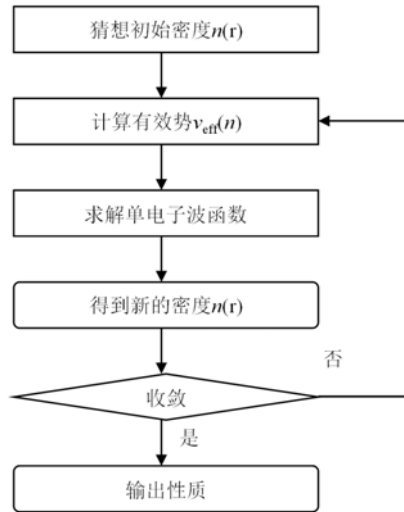 猜想初始密度n(r)
计算有效势v_eff(n)
求解单电子波函数
得到新的密度n(r)
否
收敛
是
输出性质